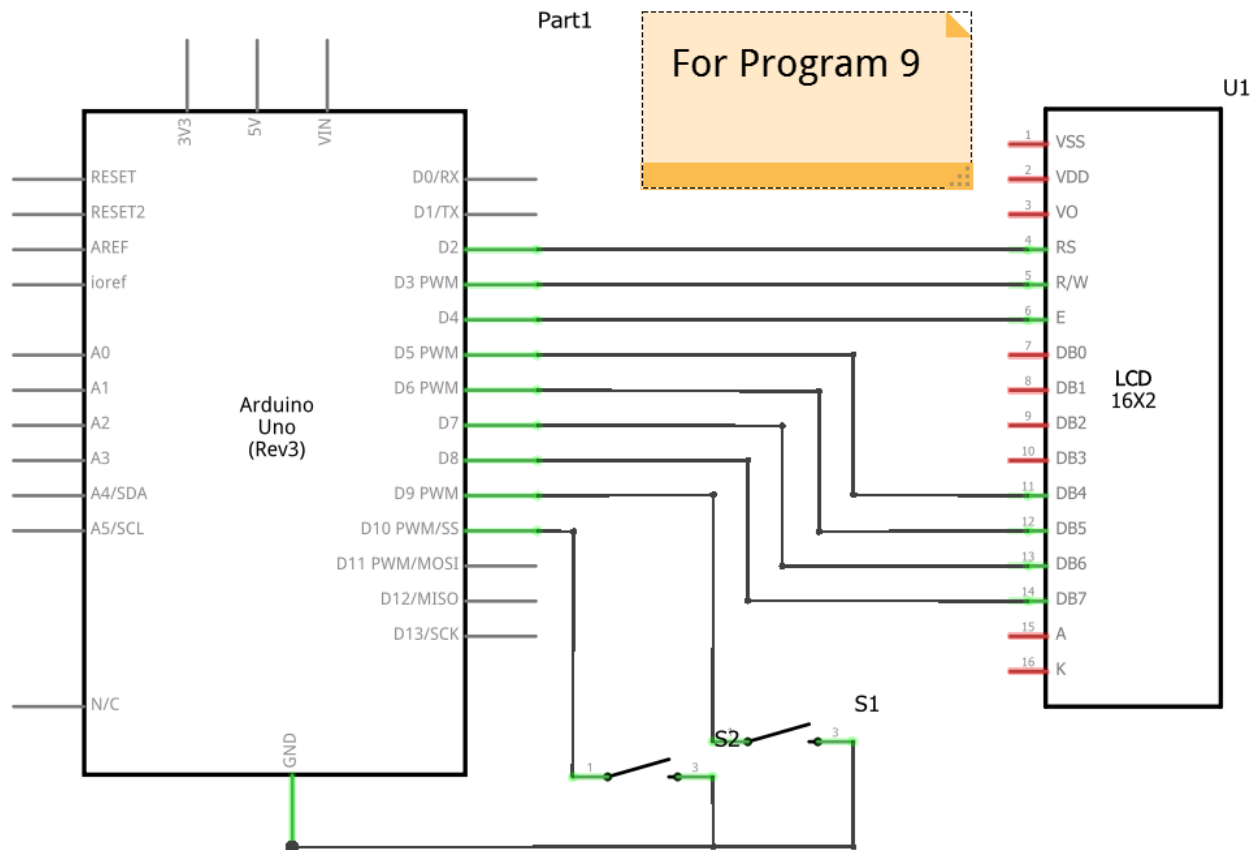 Part1
For Program 9
U1
3V3
5V
VIN
RESET
RESET2
AREF
ioref
A0
A1
A2
A3
A4/SDA
A5/SCL
N/C
Arduino
Uno
(Rev3)
D0/RX
D1/TX
D2
D3 PWM
D4
D5 PWM
D6 PWM
D7
D8
D9 PWM
D10 PWM/SS
D11 PWM/MOSI
D12/MISO
D13/SCK
GND
1 VSS
2 VDD
3 VO
4 RS
5 R/W
6 E
7 DB0
8 DB1
9 DB2
10 DB3
11 DB4
12 DB5
13 DB6
14 DB7
15 A
16 K
LCD
16X2
S1
1 3
S2
1 3